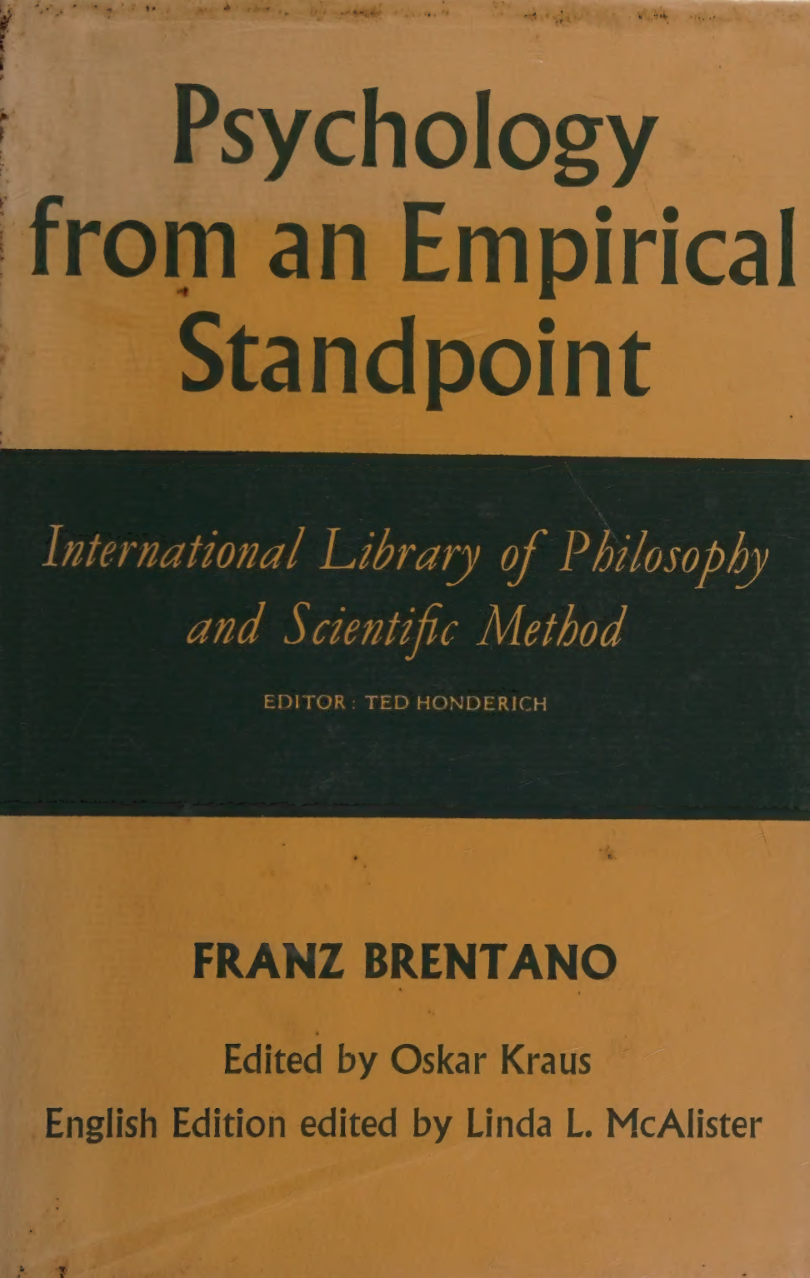 Psychology
from an Empirical
Standpoint
International Library of Philosophy
and Scientific Method
EDITOR: TED HONDERICH
FRANZ BRENTANO
Edited by Oskar Kraus
English Edition edited by Linda L. McAlister